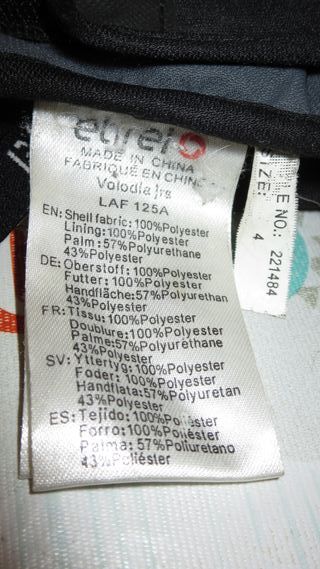 MADE IN CHINA
FABRIQUÉ EN CHINE
Volodia Jrs
LAF 125A
EN:Shell fabric:100%Polyester
Lining:100%Polyester
Palm:57%Polyurethane
43%Polyester
DE:Oberstoff:100%Polyester
Futter:100%Polyester
Handfläche:57%Polyurethan
43%Polyester
FR:Tissu:100%Polyester
Doublure:100%Polyester
Palme:57%Polyuréthane
43%Polyester
SV:Yttertyg:100%Polyester
Foder:100%Polyester
Handflata:57%Polyuretan
43%Polyester
ES:Tejido:100%Poliéster
Forro:100%Poliéster
Palma:57%Poliuretano
43%Poliéster
LE NO.: 221484
SIZE: 4